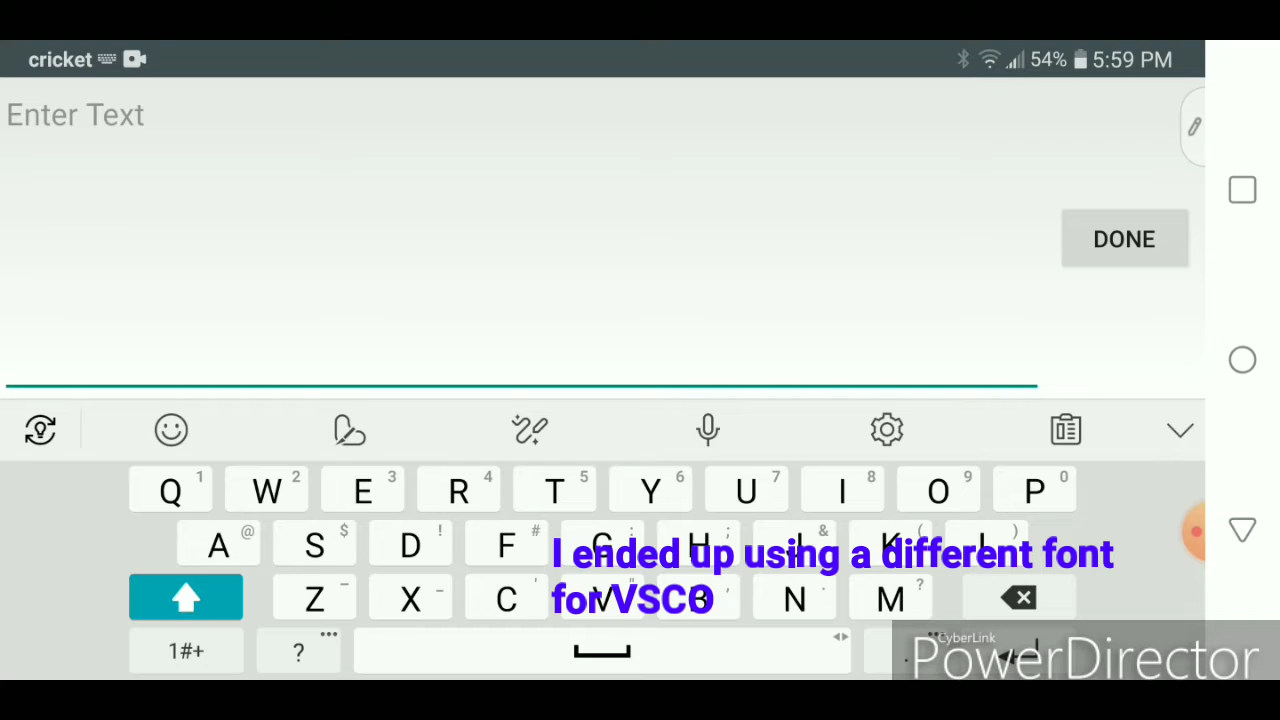 cricket 54% 5:59 PM
Enter Text
DONE
Q 1 W 2 E 3 R 4 T 5 Y 6 U 7 I 8 O 9 P 0
A @ S $ D ! F # G : H ; J & K ( L )
I ended up using a different font
for VSCO
Z - X - C ' V " B , N . M ?
1#+ ? .
CyberLink
PowerDirector